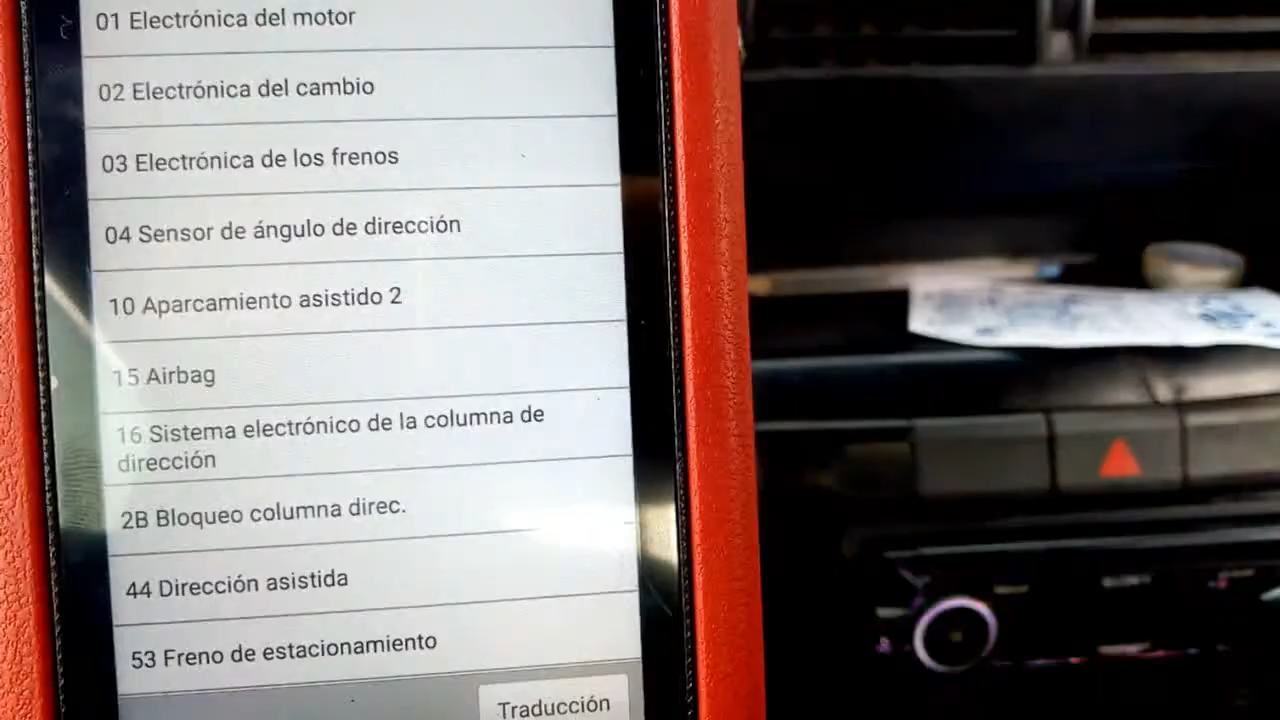 01 Electrónica del motor
02 Electrónica del cambio
03 Electrónica de los frenos
04 Sensor de ángulo de dirección
10 Aparcamiento asistido 2
15 Airbag
16 Sistema electrónico de la columna de
dirección
2B Bloqueo columna direc.
44 Dirección asistida
53 Freno de estacionamiento
Traducción